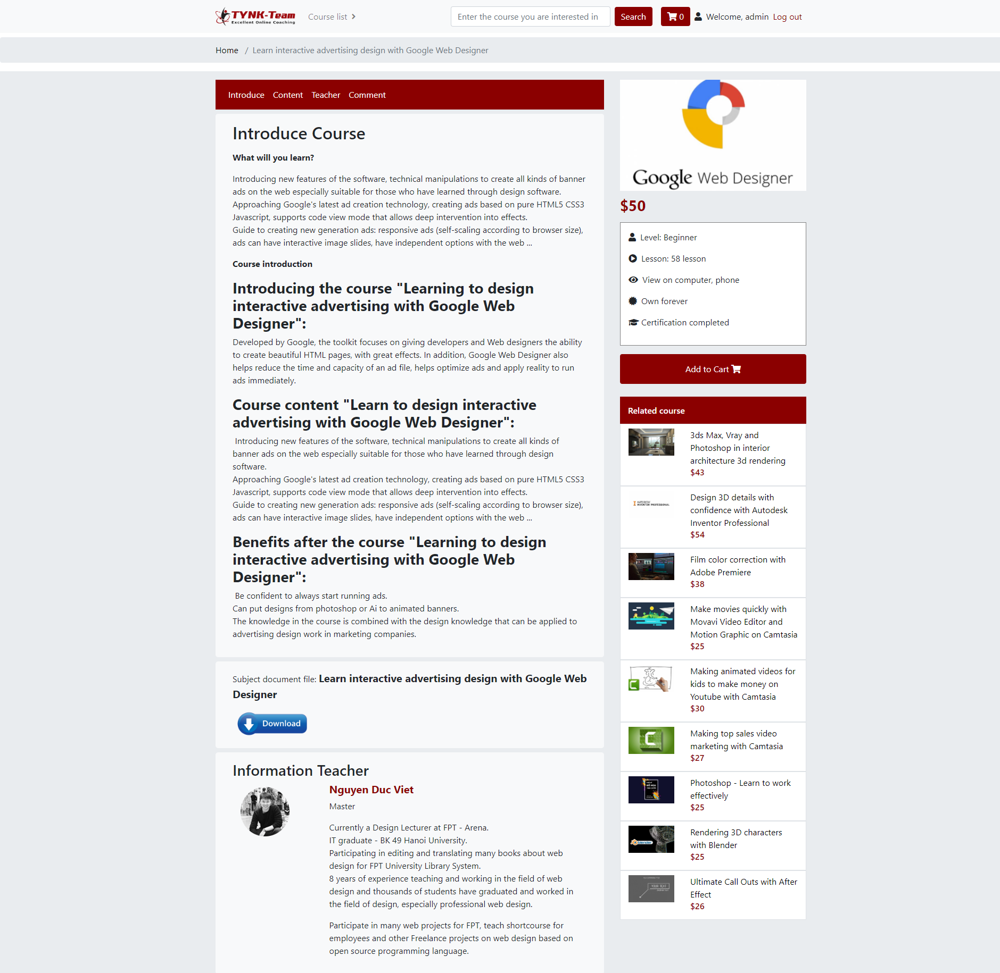 TYNK-Team
Excellent Online Coaching
Course list
Enter the course you are interested in
Search
0
Welcome, admin
Log out
Home / Learn interactive advertising design with Google Web Designer
Introduce Content Teacher Comment
Introduce Course
What will you learn?
Introducing new features of the software, technical manipulations to create all kinds of banner
ads on the web especially suitable for those who have learned through design software.
Approaching Google's latest ad creation technology, creating ads based on pure HTML5 CSS3
Javascript, supports code view mode that allows deep intervention into effects.
Guide to creating new generation ads: responsive ads (self-scaling according to browser size),
ads can have interactive image slides, have independent options with the web ...
Course introduction
Introducing the course "Learning to design
interactive advertising with Google Web
Designer":
Developed by Google, the toolkit focuses on giving developers and Web designers the ability
to create beautiful HTML pages, with great effects. In addition, Google Web Designer also
helps reduce the time and capacity of an ad file, helps optimize ads and apply reality to run
ads immediately.
Course content "Learn to design interactive
advertising with Google Web Designer":
Introducing new features of the software, technical manipulations to create all kinds of
banner ads on the web especially suitable for those who have learned through design
software.
Approaching Google's latest ad creation technology, creating ads based on pure HTML5 CSS3
Javascript, supports code view mode that allows deep intervention into effects.
Guide to creating new generation ads: responsive ads (self-scaling according to browser size),
ads can have interactive image slides, have independent options with the web ...
Benefits after the course "Learning to design
interactive advertising with Google Web
Designer":
Be confident to always start running ads.
Can put designs from photoshop or Ai to animated banners.
The knowledge in the course is combined with the design knowledge that can be applied to
advertising design work in marketing companies.
Subject document file: Learn interactive advertising design with Google Web
Designer
Download
Information Teacher
Nguyen Duc Viet
Master
Currently a Design Lecturer at FPT - Arena.
IT graduate - BK 49 Hanoi University.
Participating in editing and translating many books about web
design for FPT University Library System.
8 years of experience teaching and working in the field of web
design and thousands of students have graduated and worked in
the field of design, especially professional web design.
Participate in many web projects for FPT, teach shortcourse for
employees and other Freelance projects on web design based on
open source programming language.
Google Web Designer
$50
Level: Beginner
Lesson: 58 lesson
View on computer, phone
Own forever
Certification completed
Add to Cart
Related course
3ds Max, Vray and
Photoshop in interior
architecture 3d rendering
$43
AUTODESK
INVENTOR PROFESSIONAL
Design 3D details with
confidence with Autodesk
Inventor Professional
$54
Film color correction with
Adobe Premiere
$38
Make movies quickly with
Movavi Video Editor and
Motion Graphic on Camtasia
$25
Making animated videos for
kids to make money on
Youtube with Camtasia
$30
Making top sales video
marketing with Camtasia
$27
Photoshop - Learn to work
effectively
$25
blender
Rendering 3D characters
with Blender
$25
YOUR TEXT
Ultimate Call Outs with After
Effect
$26